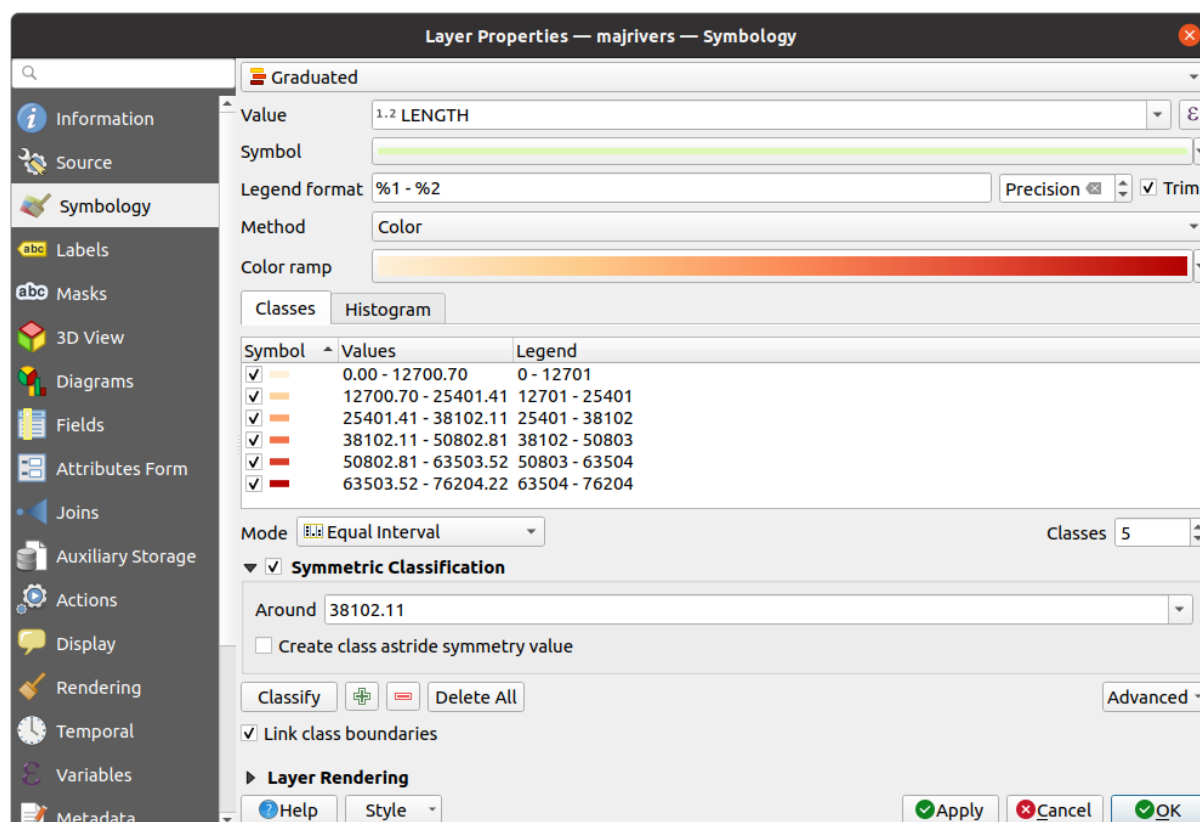 Layer Properties — majrivers — Symbology
Information
Source
Symbology
Labels
Masks
3D View
Diagrams
Fields
Attributes Form
Joins
Auxiliary Storage
Actions
Display
Rendering
Temporal
Variables
Metadata
Graduated
Value 1.2 LENGTH ε
Symbol
Legend format %1 - %2 Precision Trim
Method Color
Color ramp
Classes Histogram
Symbol Values Legend
0.00 - 12700.70 0 - 12701
12700.70 - 25401.41 12701 - 25401
25401.41 - 38102.11 25401 - 38102
38102.11 - 50802.81 38102 - 50803
50802.81 - 63503.52 50803 - 63504
63503.52 - 76204.22 63504 - 76204
Mode Equal Interval Classes 5
Symmetric Classification
Around 38102.11
Create class astride symmetry value
Classify Delete All Advanced
Link class boundaries
Layer Rendering
Help Style Apply Cancel OK